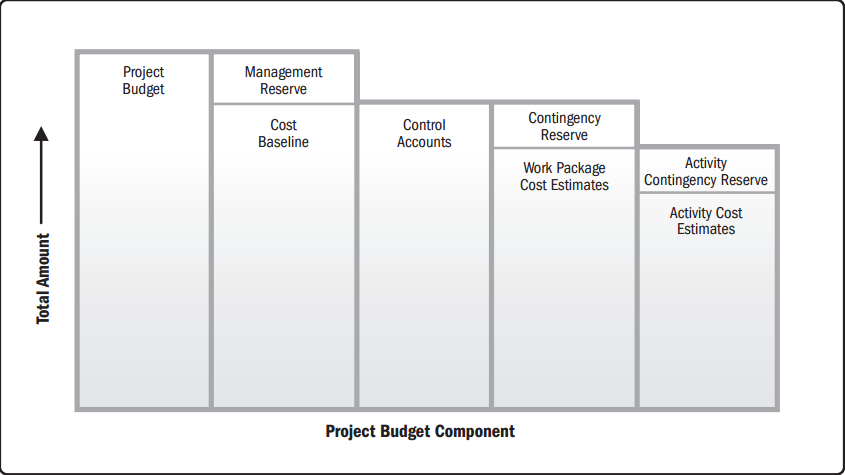 Project
Budget
Management
Reserve
Cost
Baseline
Control
Accounts
Contingency
Reserve
Work Package
Cost Estimates
Activity
Contingency Reserve
Activity Cost
Estimates
Total Amount
Project Budget Component